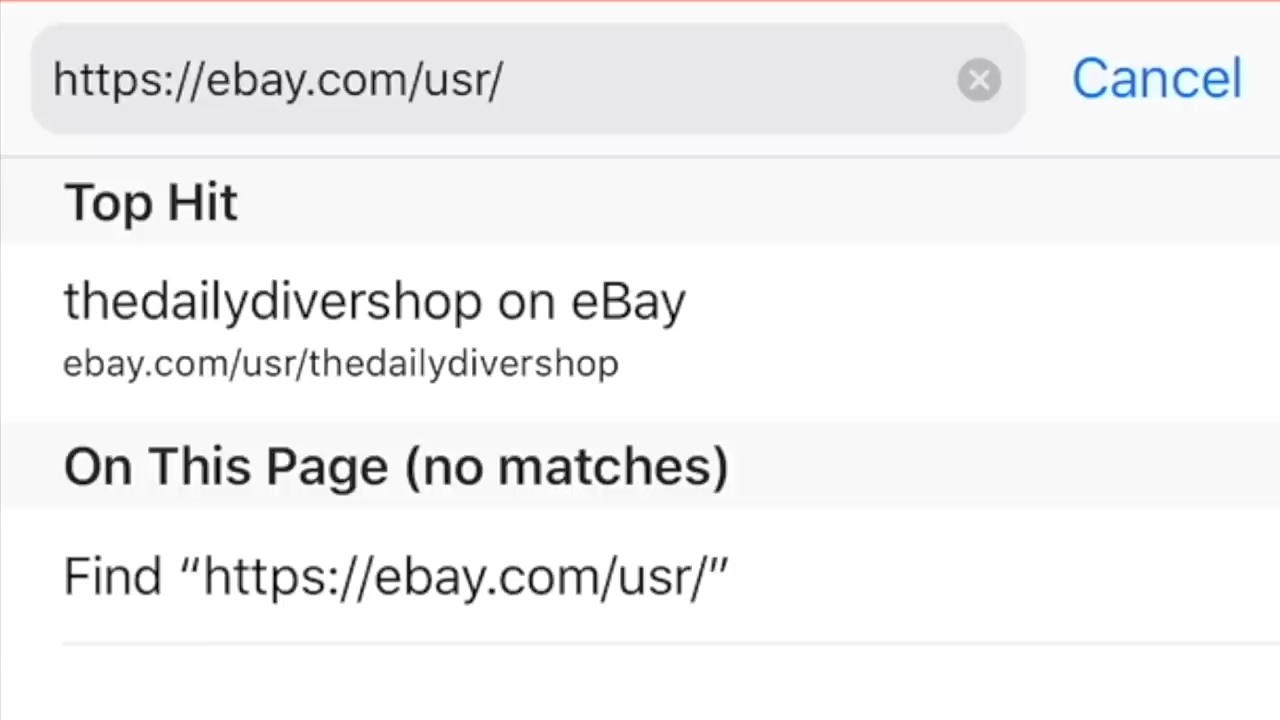 https://ebay.com/usr/
Cancel
Top Hit
thedailydivershop on eBay
ebay.com/usr/thedailydivershop
On This Page (no matches)
Find “https://ebay.com/usr/”